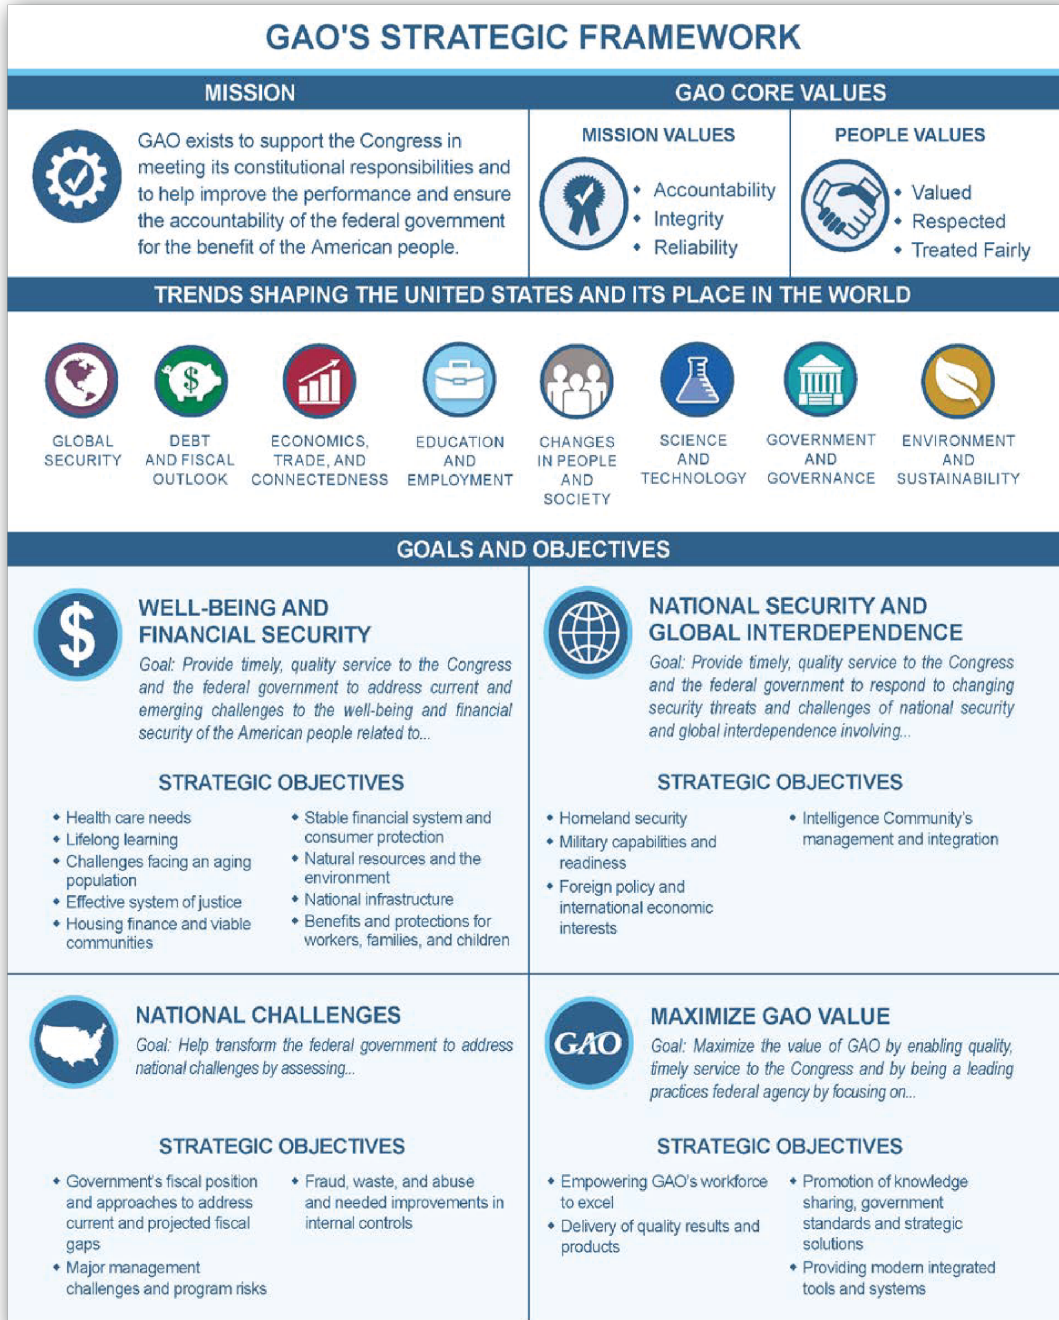 GAO'S STRATEGIC FRAMEWORK
MISSION
GAO exists to support the Congress in
meeting its constitutional responsibilities and
to help improve the performance and ensure
the accountability of the federal government
for the benefit of the American people.
GAO CORE VALUES
MISSION VALUES
• Accountability
• Integrity
• Reliability
PEOPLE VALUES
• Valued
• Respected
• Treated Fairly
TRENDS SHAPING THE UNITED STATES AND ITS PLACE IN THE WORLD
$
GLOBAL
SECURITY
DEBT
AND FISCAL
OUTLOOK
ECONOMICS,
TRADE, AND
CONNECTEDNESS
EDUCATION
AND
EMPLOYMENT
CHANGES
IN PEOPLE
AND
SOCIETY
SCIENCE
AND
TECHNOLOGY
GOVERNMENT
AND
GOVERNANCE
ENVIRONMENT
AND
SUSTAINABILITY
GOALS AND OBJECTIVES
$
WELL-BEING AND
FINANCIAL SECURITY
Goal: Provide timely, quality service to the Congress
and the federal government to address current and
emerging challenges to the well-being and financial
security of the American people related to...
STRATEGIC OBJECTIVES
• Health care needs
• Lifelong learning
• Challenges facing an aging
population
• Effective system of justice
• Housing finance and viable
communities
• Stable financial system and
consumer protection
• Natural resources and the
environment
• National infrastructure
• Benefits and protections for
workers, families, and children
NATIONAL SECURITY AND
GLOBAL INTERDEPENDENCE
Goal: Provide timely, quality service to the Congress
and the federal government to respond to changing
security threats and challenges of national security
and global interdependence involving...
STRATEGIC OBJECTIVES
• Homeland security
• Military capabilities and
readiness
• Foreign policy and
international economic
interests
• Intelligence Community's
management and integration
NATIONAL CHALLENGES
Goal: Help transform the federal government to address
national challenges by assessing...
STRATEGIC OBJECTIVES
• Government's fiscal position
and approaches to address
current and projected fiscal
gaps
• Major management
challenges and program risks
• Fraud, waste, and abuse
and needed improvements in
internal controls
GAO
MAXIMIZE GAO VALUE
Goal: Maximize the value of GAO by enabling quality,
timely service to the Congress and by being a leading
practices federal agency by focusing on...
STRATEGIC OBJECTIVES
• Empowering GAO's workforce
to excel
• Delivery of quality results and
products
• Promotion of knowledge
sharing, government
standards and strategic
solutions
• Providing modern integrated
tools and systems